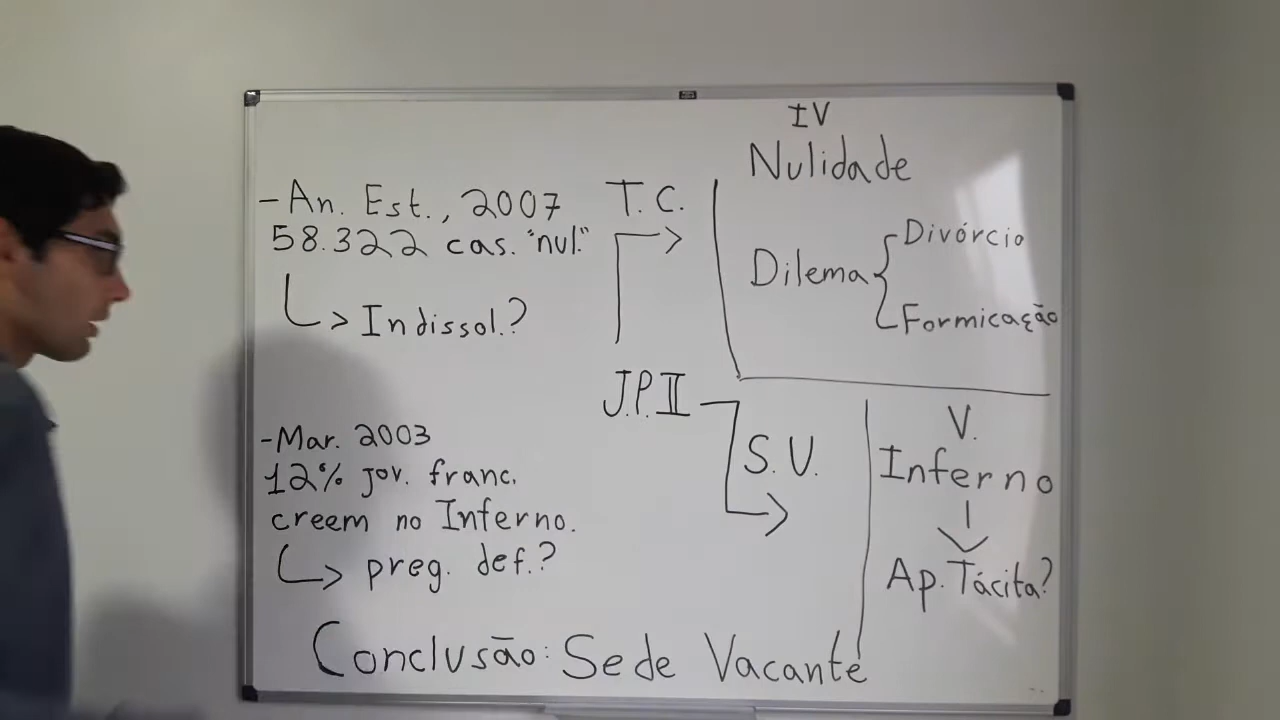 - An. Est., 2007
58.322 cas. "nul."
Indissol.?
- Mar. 2003
12% jov. franc.
creem no Inferno.
preg. def.?
T.C.
J.P.II
S.V.
IV
Nulidade
Dilema
Divórcio
Formicação
V.
Inferno
Ap. Tácita?
Conclusão: Sede Vacante